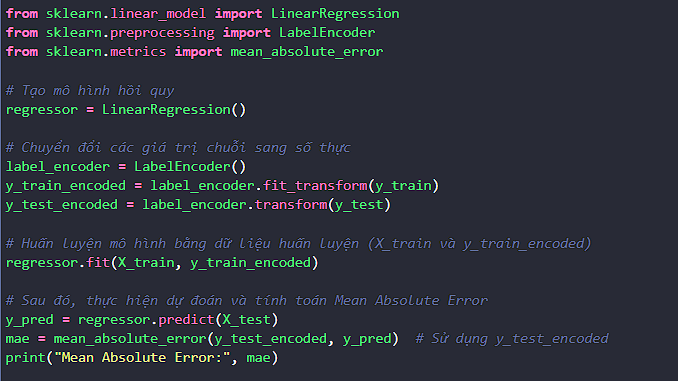 from sklearn.linear_model import LinearRegression
from sklearn.preprocessing import LabelEncoder
from sklearn.metrics import mean_absolute_error
# Tạo mô hình hồi quy
regressor = LinearRegression()
# Chuyển đổi các giá trị chuỗi sang số thực
label_encoder = LabelEncoder()
y_train_encoded = label_encoder.fit_transform(y_train)
y_test_encoded = label_encoder.transform(y_test)
# Huấn luyện mô hình bằng dữ liệu huấn luyện (X_train và y_train_encoded)
regressor.fit(X_train, y_train_encoded)
# Sau đó, thực hiện dự đoán và tính toán Mean Absolute Error
y_pred = regressor.predict(X_test)
mae = mean_absolute_error(y_test_encoded, y_pred)  # Sử dụng y_test_encoded
print("Mean Absolute Error:", mae)